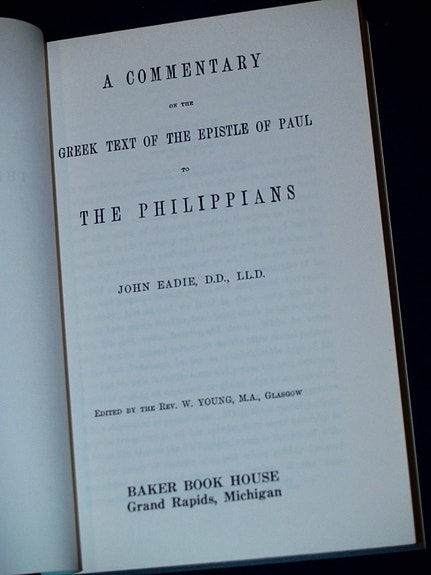 A COMMENTARY
ON THE
GREEK TEXT OF THE EPISTLE OF PAUL
TO
THE PHILIPPIANS
JOHN EADIE, D.D., LL.D.
EDITED BY THE REV. W. YOUNG, M.A., GLASGOW
BAKER BOOK HOUSE
Grand Rapids, Michigan